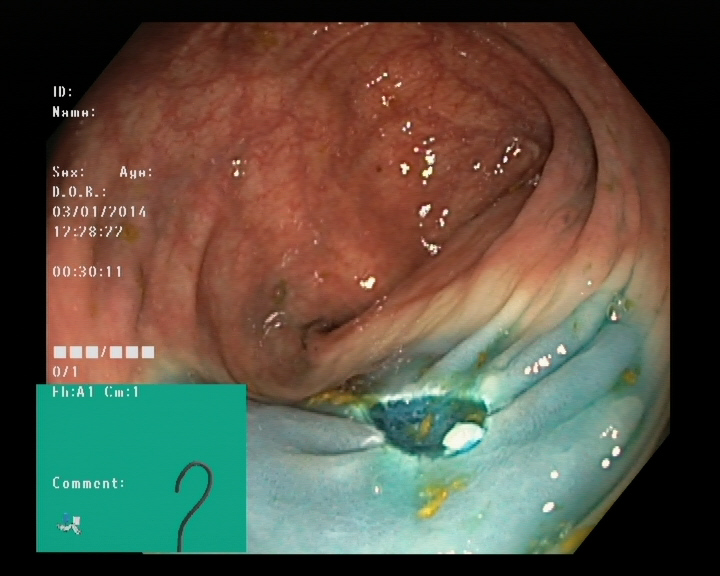 ID:
Name:
Sex: Age:
D.O.B.:
03/01/2014
12:28:22
00:30:11
■■■/■■■
0/1
Eh:A1 Cm:1
Comment: